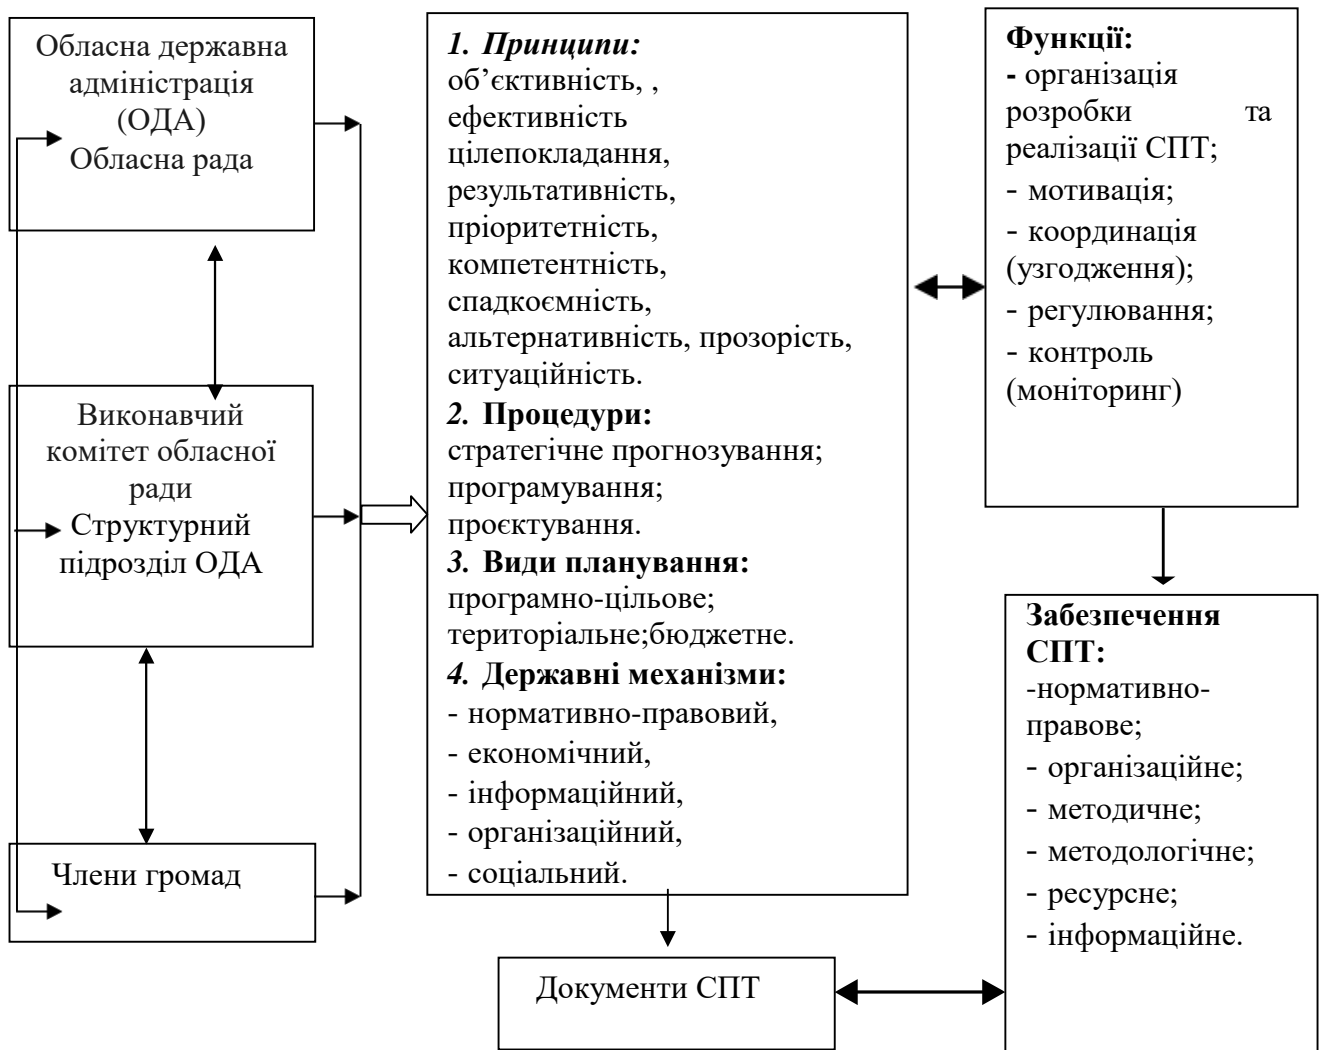 Обласна державна
адміністрація
(ОДА)
Обласна рада
Виконавчий
комітет обласної
ради
Структурний
підрозділ ОДА
Члени громад
1. Принципи:
об’єктивність, ,
ефективність
цілепокладання,
результативність,
пріоритетність,
компетентність,
спадкоємність,
альтернативність, прозорість,
ситуаційність.
2. Процедури:
стратегічне прогнозування;
програмування;
проєктування.
3. Види планування:
програмно-цільове;
територіальне;бюджетне.
4. Державні механізми:
- нормативно-правовий,
- економічний,
- інформаційний,
- організаційний,
- соціальний.
Документи СПТ
Функції:
- організація
розробки та
реалізації СПТ;
- мотивація;
- координація
(узгодження);
- регулювання;
- контроль
(моніторинг)
Забезпечення
СПТ:
-нормативно-
правове;
- організаційне;
- методичне;
- методологічне;
- ресурсне;
- інформаційне.